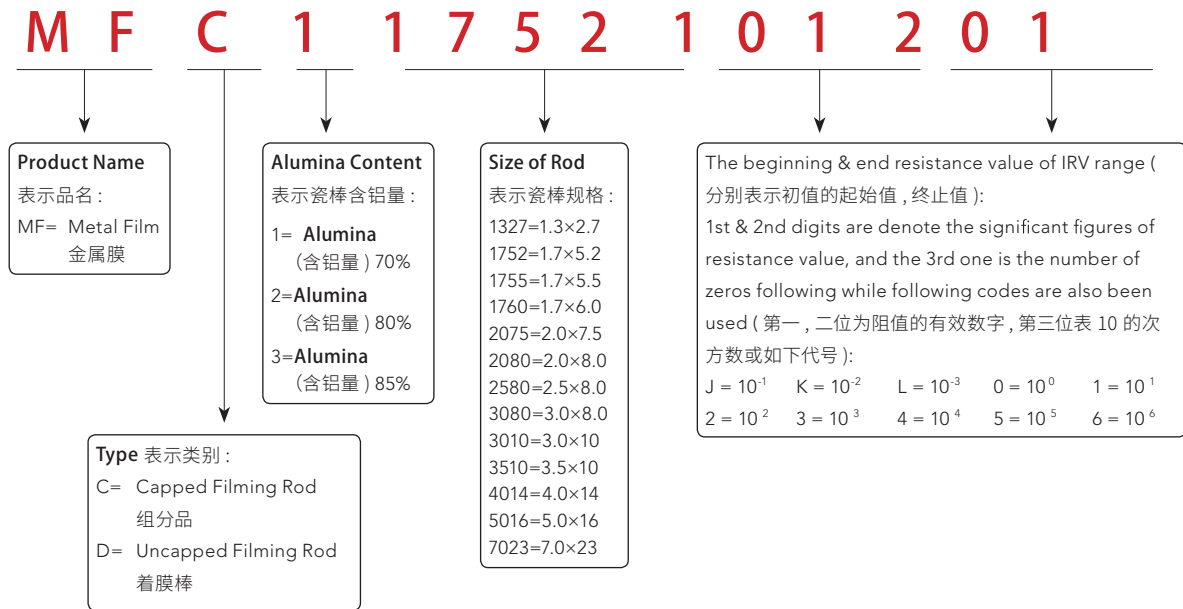 M F C 1 1 7 5 2 1 0 1 2 0 1
Product Name
表示品名 :
MF= Metal Film
金属膜
Alumina Content
表示瓷棒含铝量 :
1= Alumina
(含铝量 ) 70%
2=Alumina
(含铝量 ) 80%
3=Alumina
(含铝量 ) 85%
Size of Rod
表示瓷棒规格 :
1327=1.3×2.7
1752=1.7×5.2
1755=1.7×5.5
1760=1.7×6.0
2075=2.0×7.5
2080=2.0×8.0
2580=2.5×8.0
3080=3.0×8.0
3010=3.0×10
3510=3.5×10
4014=4.0×14
5016=5.0×16
7023=7.0×23
The beginning & end resistance value of IRV range (
分别表示初值的起始值 , 终止值 ):
1st & 2nd digits are denote the significant figures of
resistance value, and the 3rd one is the number of
zeros following while following codes are also been
used ( 第一 , 二位为阻值的有效数字 , 第三位表 10 的次
方数或如下代号 ):
J = 10⁻¹ K = 10⁻² L = 10⁻³ 0 = 10⁰ 1 = 10¹
2 = 10² 3 = 10³ 4 = 10⁴ 5 = 10⁵ 6 = 10⁶
Type 表示类别 :
C= Capped Filming Rod
组分品
D= Uncapped Filming Rod
着膜棒